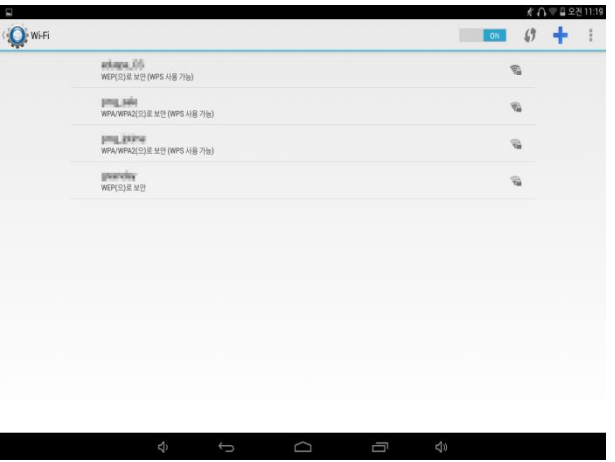 오전 11:19
Wi-Fi
ON
WEP(으)로 보안 (WPS 사용 가능)
WPA/WPA2(으)로 보안 (WPS 사용 가능)
WPA/WPA2(으)로 보안 (WPS 사용 가능)
WEP(으)로 보안